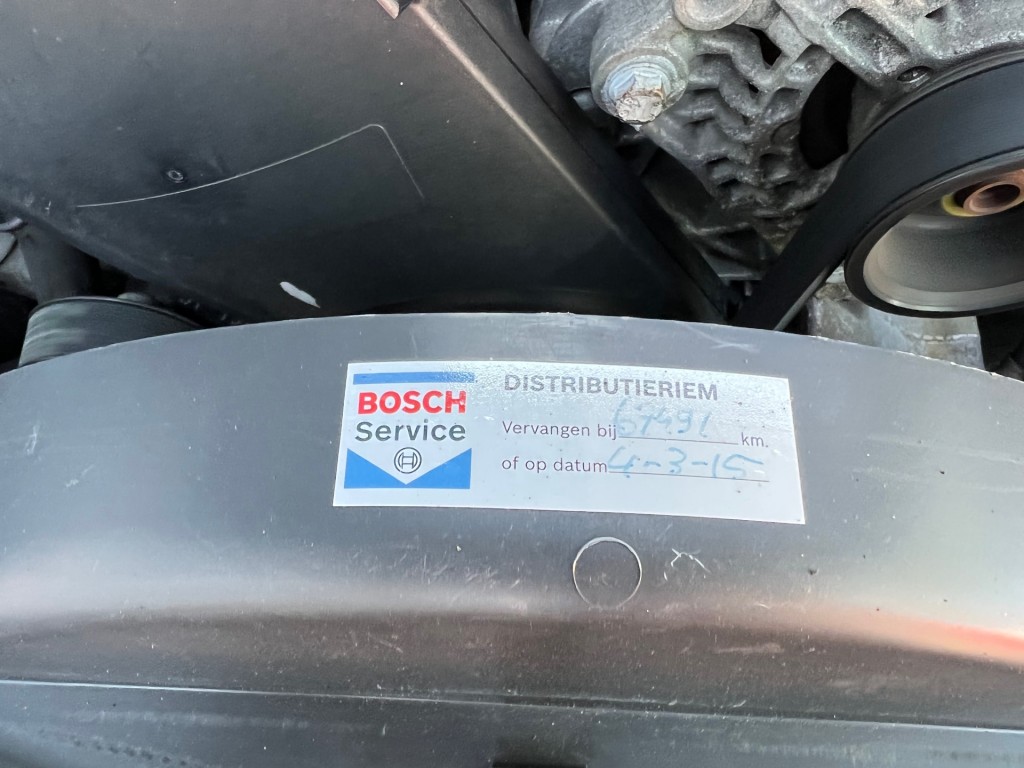 BOSCH
Service
DISTRIBUTIERIEM
Vervangen bij 67491 km.
of op datum 4-3-15